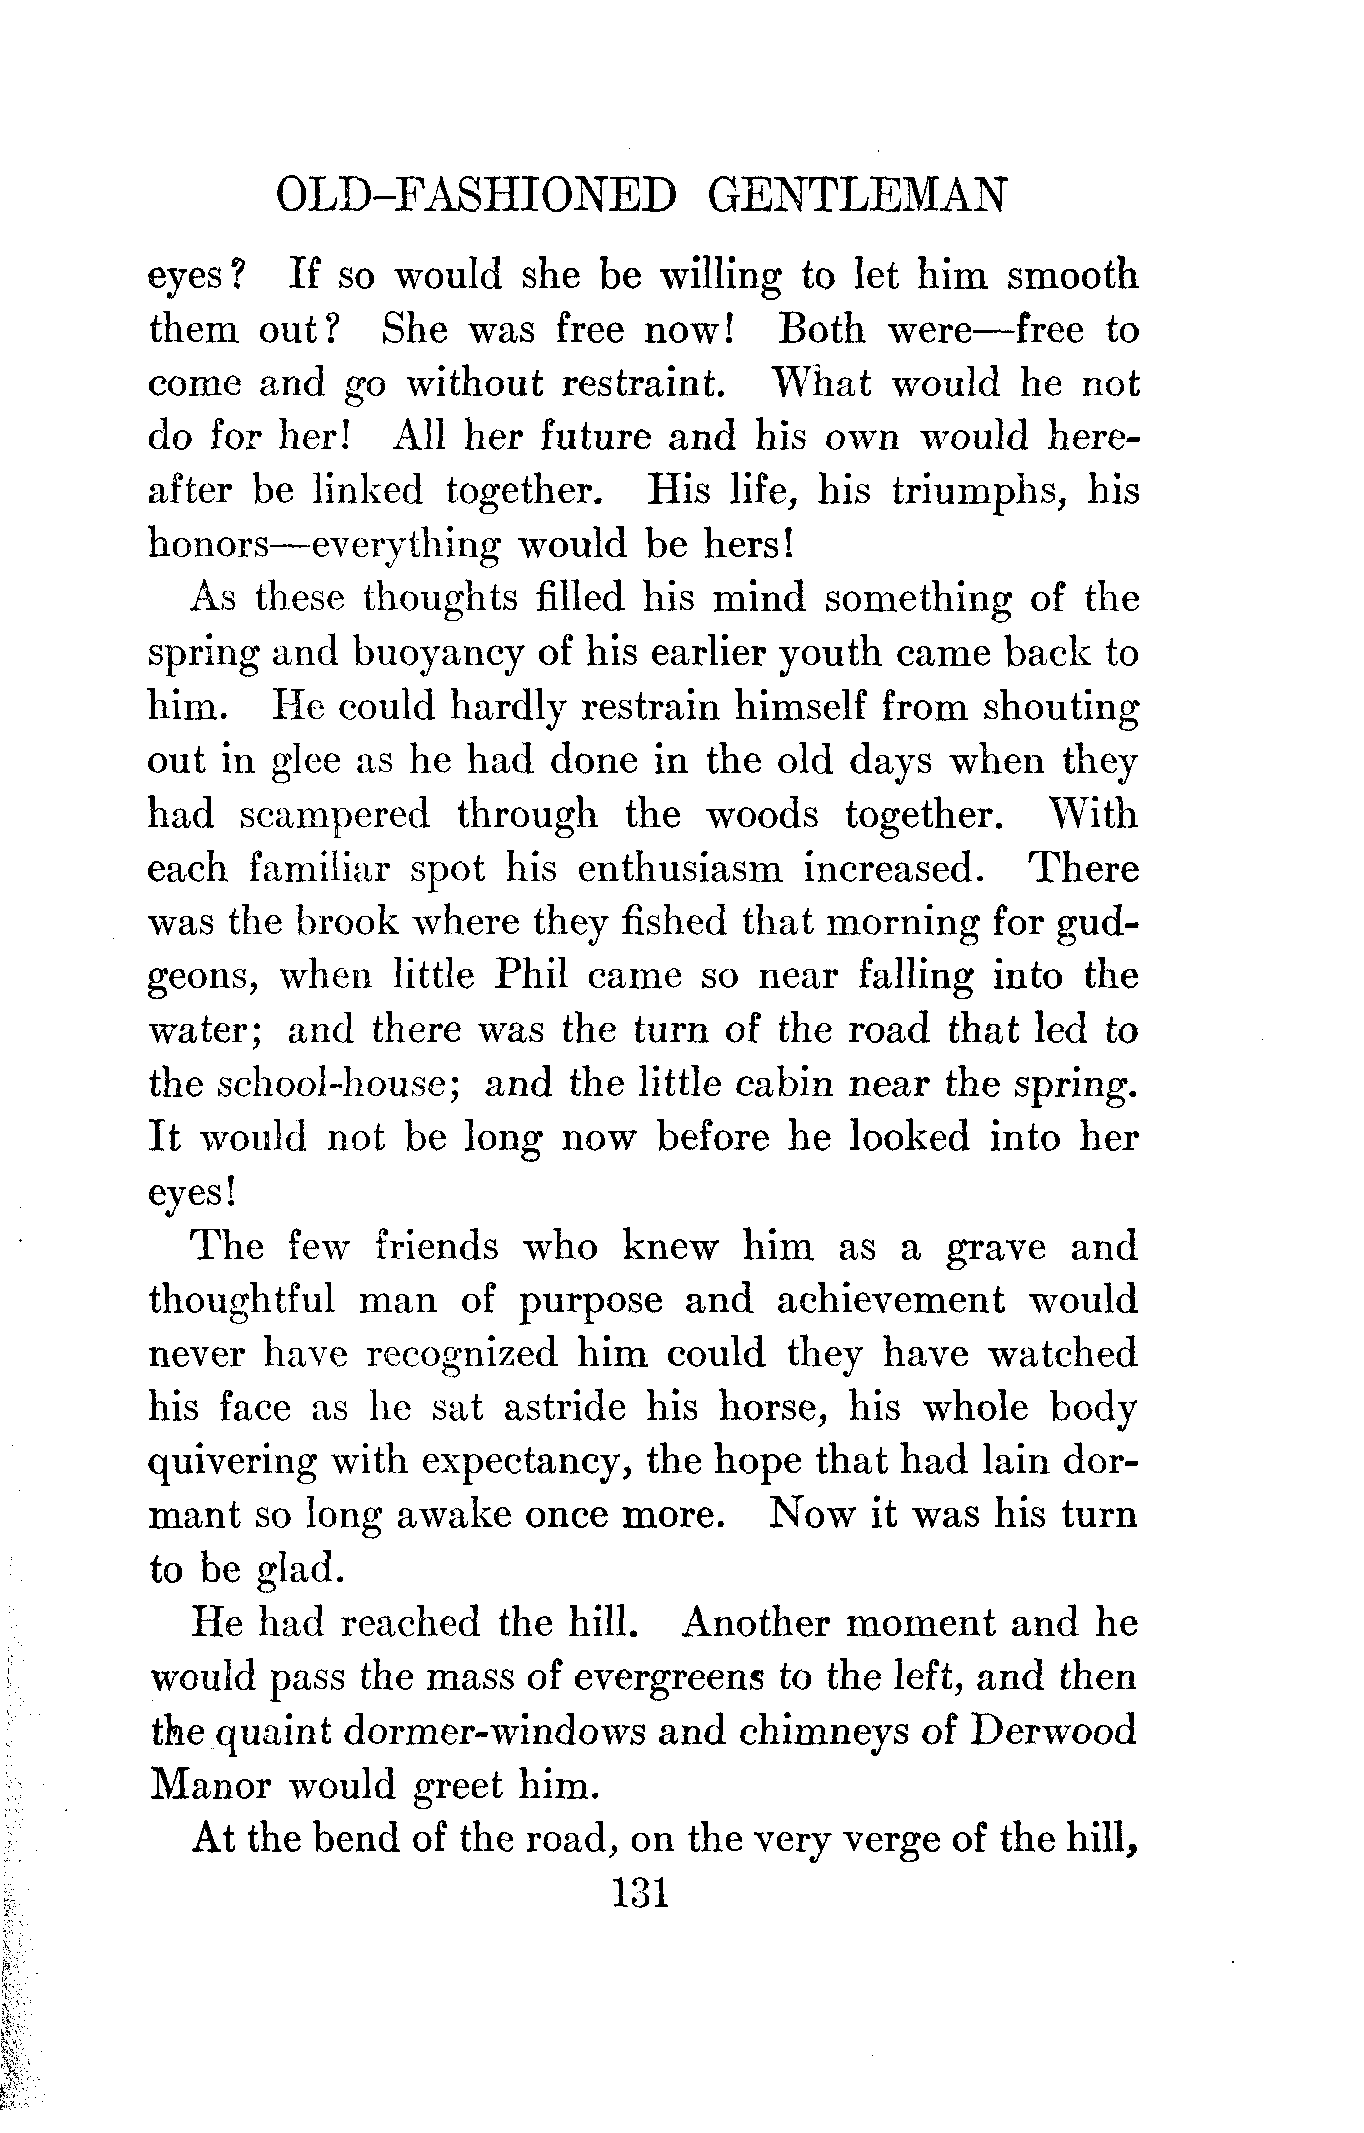 OLD-FASHIONED GENTLEMAN
eyes? If so would she be willing to let him smooth
them out? She was free now! Both were—free to
come and go without restraint. What would he not
do for her! All her future and his own would here-
after be linked together. His life, his triumphs, his
honors—everything would be hers!
As these thoughts filled his mind something of the
spring and buoyancy of his earlier youth came back to
him. He could hardly restrain himself from shouting
out in glee as he had done in the old days when they
had scampered through the woods together. With
each familiar spot his enthusiasm increased. There
was the brook where they fished that morning for gud-
geons, when little Phil came so near falling into the
water; and there was the turn of the road that led to
the school-house; and the little cabin near the spring.
It would not be long now before he looked into her
eyes!
The few friends who knew him as a grave and
thoughtful man of purpose and achievement would
never have recognized him could they have watched
his face as he sat astride his horse, his whole body
quivering with expectancy, the hope that had lain dor-
mant so long awake once more. Now it was his turn
to be glad.
He had reached the hill. Another moment and he
would pass the mass of evergreens to the left, and then
the quaint dormer-windows and chimneys of Derwood
Manor would greet him.
At the bend of the road, on the very verge of the hill,
131